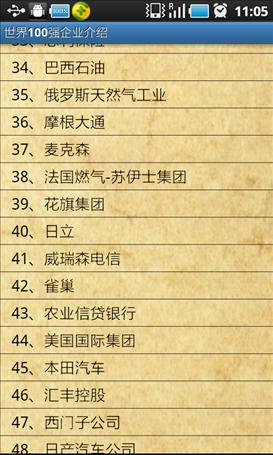 11:05
世界100强企业介绍
34、巴西石油
35、俄罗斯天然气工业
36、摩根大通
37、麦克森
38、法国燃气-苏伊士集团
39、花旗集团
40、日立
41、威瑞森电信
42、雀巢
43、农业信贷银行
44、美国国际集团
45、本田汽车
46、汇丰控股
47、西门子公司
48、日产汽车公司